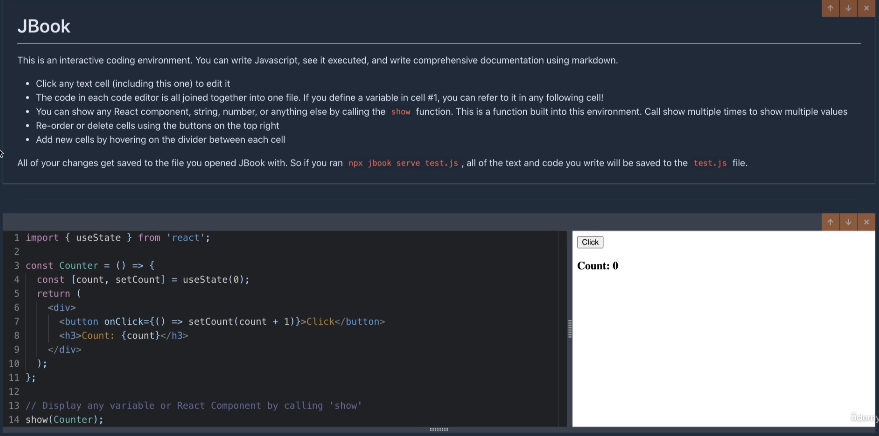 JBook
This is an interactive coding environment. You can write Javascript, see it executed, and write comprehensive documentation using markdown.
• Click any text cell (including this one) to edit it
• The code in each code editor is all joined together into one file. If you define a variable in cell #1, you can refer to it in any following cell!
• You can show any React component, string, number, or anything else by calling the show function. This is a function built into this environment. Call show multiple times to show multiple values
• Re-order or delete cells using the buttons on the top right
• Add new cells by hovering on the divider between each cell
All of your changes get saved to the file you opened JBook with. So if you ran npx jbook serve test.js , all of the text and code you write will be saved to the test.js file.
1 import { useState } from 'react';
2
3 const Counter = () => {
4   const [count, setCount] = useState(0);
5   return (
6     <div>
7       <button onClick={() => setCount(count + 1)}>Click</button>
8       <h3>Count: {count}</h3>
9     </div>
10   );
11 };
12
13 // Display any variable or React Component by calling 'show'
14 show(Counter);
Click
Count: 0
Udemy